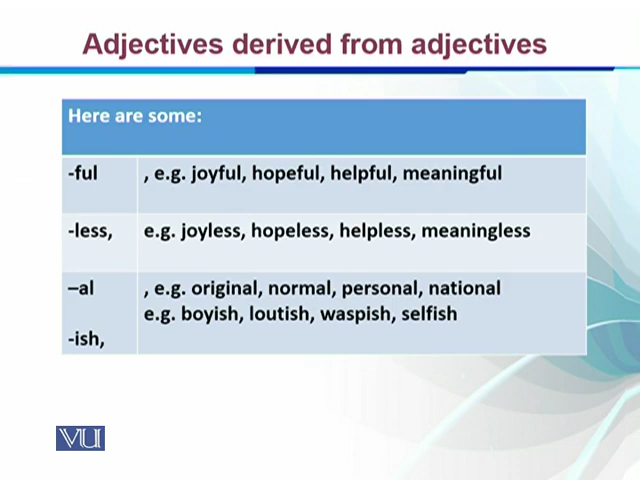 Adjectives derived from adjectives
Here are some:
-ful , e.g. joyful, hopeful, helpful, meaningful
-less, e.g. joyless, hopeless, helpless, meaningless
–al , e.g. original, normal, personal, national
e.g. boyish, loutish, waspish, selfish
-ish,
VU